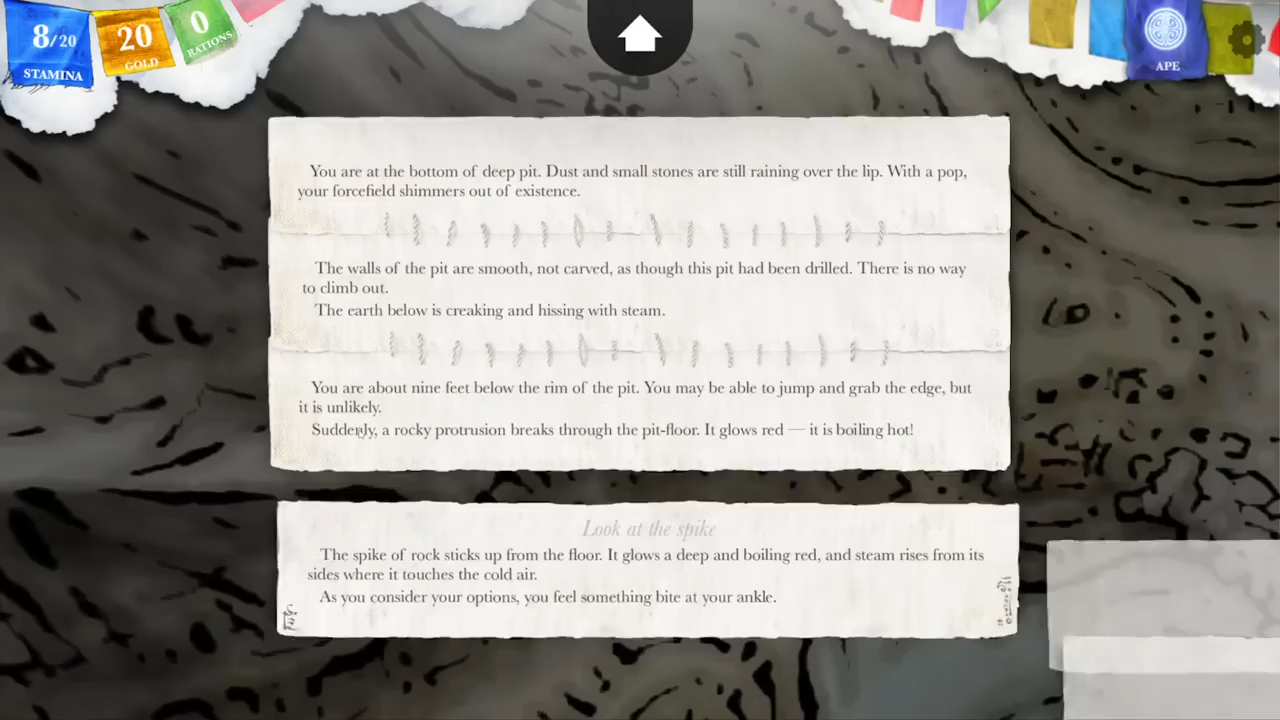 8/20
STAMINA
20
GOLD
0
RATIONS
APE
You are at the bottom of deep pit. Dust and small stones are still raining over the lip. With a pop,
your forcefield shimmers out of existence.
The walls of the pit are smooth, not carved, as though this pit had been drilled. There is no way
to climb out.
The earth below is creaking and hissing with steam.
You are about nine feet below the rim of the pit. You may be able to jump and grab the edge, but
it is unlikely.
Suddenly, a rocky protrusion breaks through the pit-floor. It glows red — it is boiling hot!
Look at the spike
The spike of rock sticks up from the floor. It glows a deep and boiling red, and steam rises from its
sides where it touches the cold air.
As you consider your options, you feel something bite at your ankle.